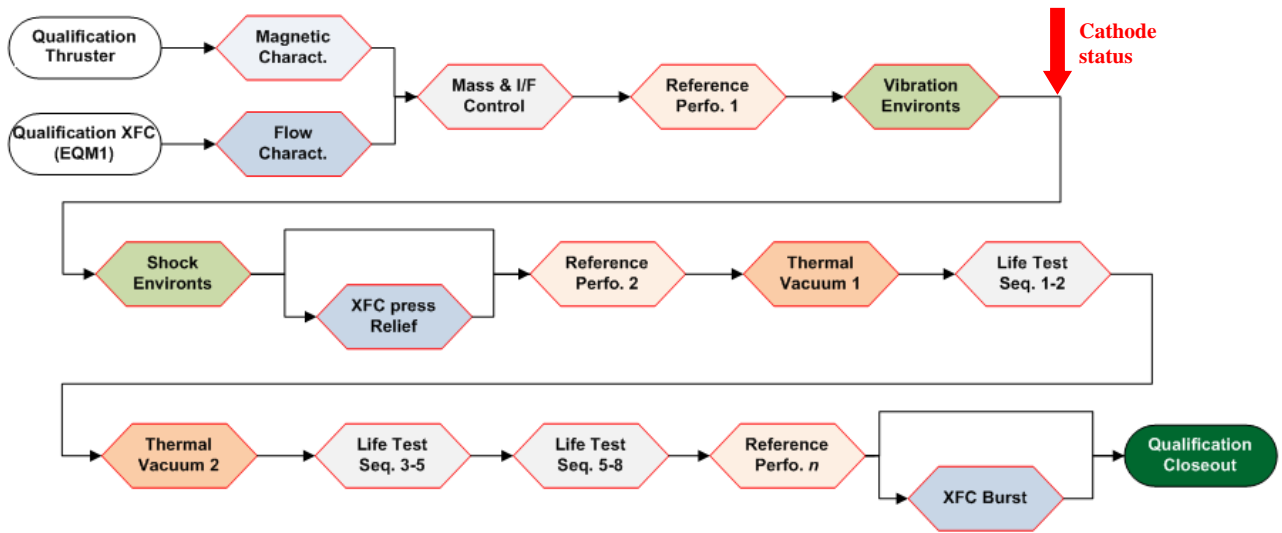 Qualification
Thruster
Magnetic
Charact.
Qualification XFC
(EQM1)
Flow
Charact.
Mass & I/F
Control
Reference
Perfo. 1
Vibration
Environts
Cathode
status
Shock
Environts
XFC press
Relief
Reference
Perfo. 2
Thermal
Vacuum 1
Life Test
Seq. 1-2
Thermal
Vacuum 2
Life Test
Seq. 3-5
Life Test
Seq. 5-8
Reference
Perfo. n
XFC Burst
Qualification
Closeout